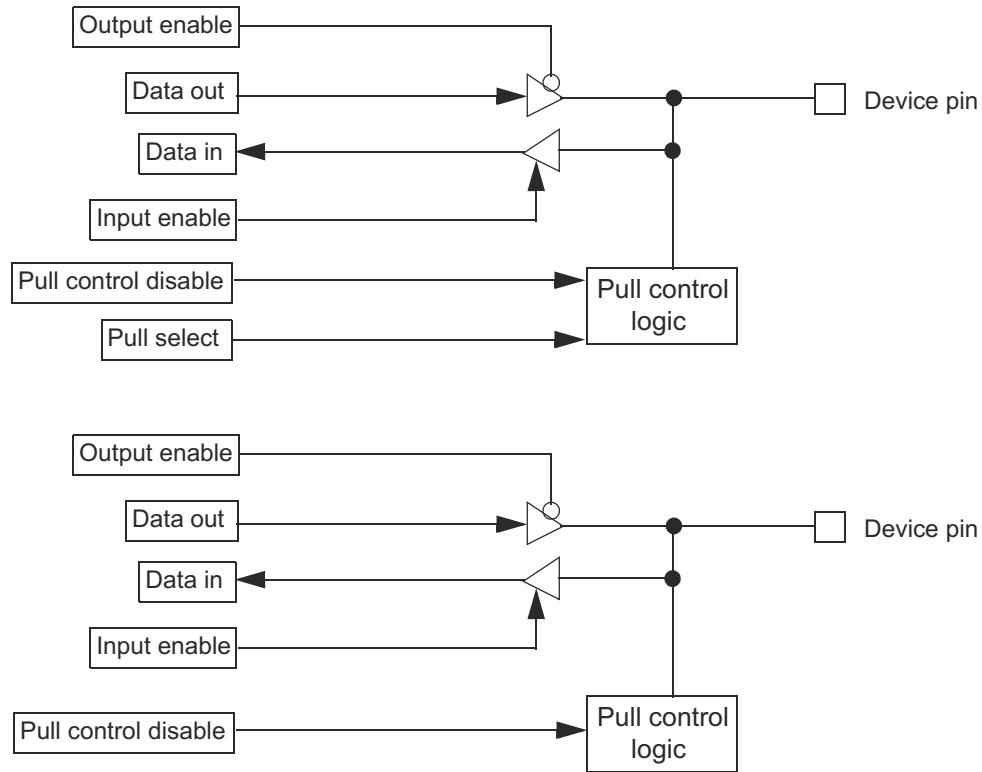 Output enable
Data out
Device pin
Data in
Input enable
Pull control disable
Pull control
logic
Pull select
Output enable
Data out
Device pin
Data in
Input enable
Pull control disable
Pull control
logic